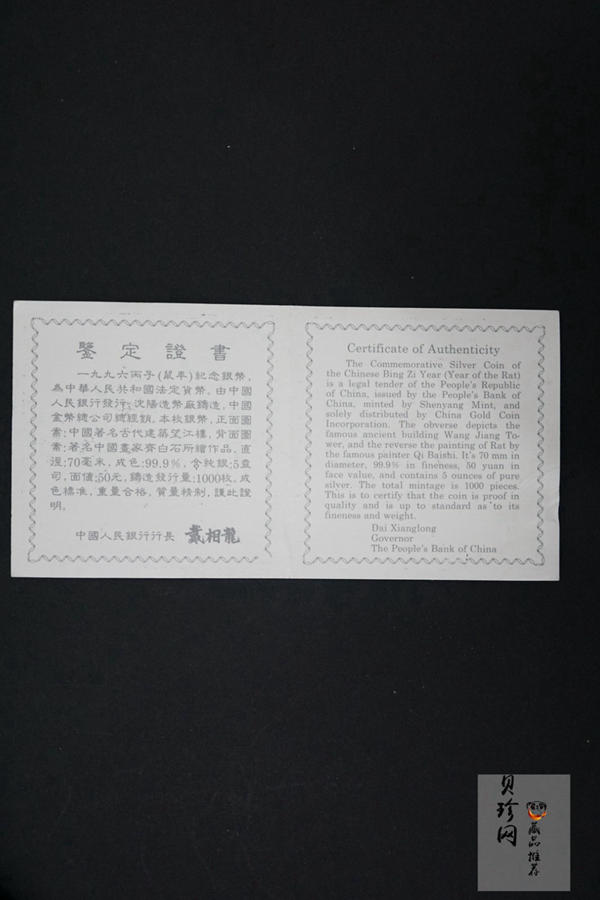 鑒定證書
一九九六丙子(鼠年)紀念銀幣,
為中華人民共和國法定貨幣。由中國
人民銀行發行;沈陽造幣廠鑄造,中國
金幣總公司總經銷。本枚銀幣,正面圖
案:中國著名古代建築望江樓,背面圖
案:著名中國畫家齊白石所繪作品。直
徑:70毫米,成色:99.9%,含純銀:5盎
司,面值:50元,鑄造發行量:1000枚,成
色標准,重量合格,質量精制,謹此證
明。
中國人民銀行行長 戴相龍
Certificate of Authenticity
The Commemorative Silver Coin of
the Chinese Bing Zi Year (Year of the Rat)
is a legal tender of the People's Republic
of China, issued by the People's Bank of
China, minted by Shenyang Mint, and
solely distributed by China Gold Coin
Incorporation. The obverse depicts the
famous ancient building Wang Jiang To-
wer, and the reverse the painting of Rat by
the famous painter Qi Baishi. It's 70 mm in
diameter, 99.9% in fineness, 50 yuan in
face value, and contains 5 ounces of pure
silver. The total mintage is 1000 pieces.
This is to certify that the coin is proof in
quality and is up to standard as to its
fineness and weight.
Dai Xianglong
Governor
The People's Bank of China
贝珍网
藏品推荐